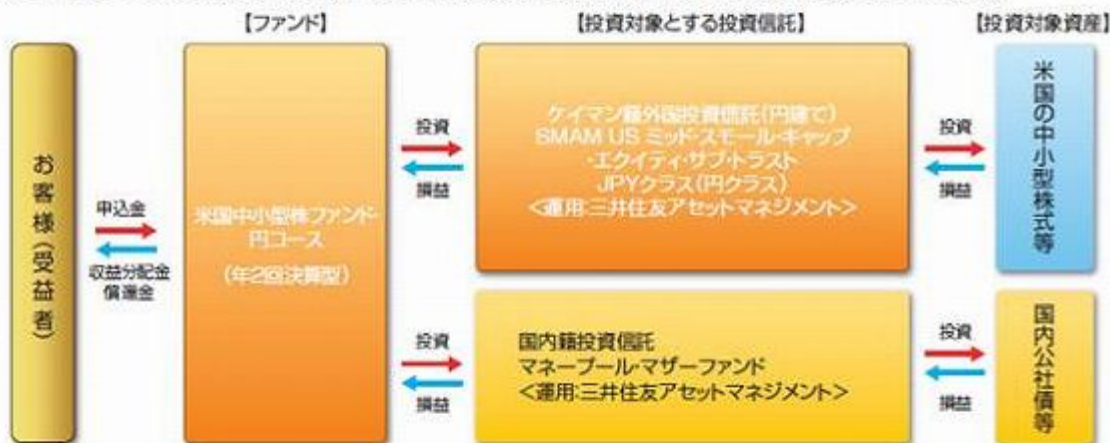 【ファンド】
【投資対象とする投資信託】
【投資対象資産】
お客様(受益者)
申込金
収益分配金
償還金
米国中小型株ファンド・
円コース
(年2回決算型)
投資
損益
ケイマン籍外国投資信託(円建て)
SMAM US ミッド・スモール・キャップ
・エクイティ・サブ・トラスト
JPYクラス(円クラス)
<運用:三井住友アセットマネジメント>
投資
損益
米国の中小型株式等
投資
損益
国内籍投資信託
マネープール・マザーファンド
<運用:三井住友アセットマネジメント>
投資
損益
国内公社債等